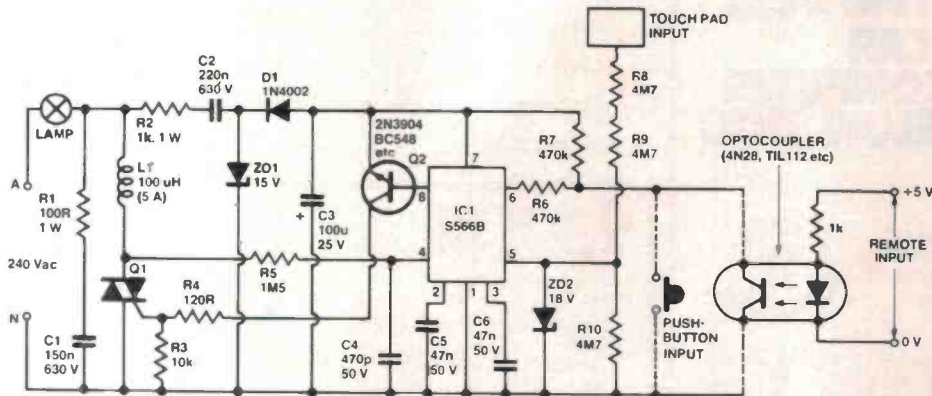 TOUCH PAD
INPUT
C2
220n
630 V
D1
1N4002
R8
4M7
LAMP
R2
1k, 1 W
2N3904
BC548
etc
Q2
R7
470k
R9
4M7
OPTOCOUPLER
(4N28, TIL112 etc)
A
R1
100R
1 W
L1
100 uH
(5 A)
ZD1
15 V
C3
100u
25 V
+
7
8
6
IC1
S566B
R6
470k
+5 V
1k
REMOTE
INPUT
240 Vac
Q1
R5
1M5
4
5
2
1
3
R4
120R
ZD2
18 V
PUSH-
BUTTON
INPUT
N
R3
10k
C1
150n
630 V
C4
470p
50 V
C5
47n
50 V
C6
47n
50 V
R10
4M7
0 V